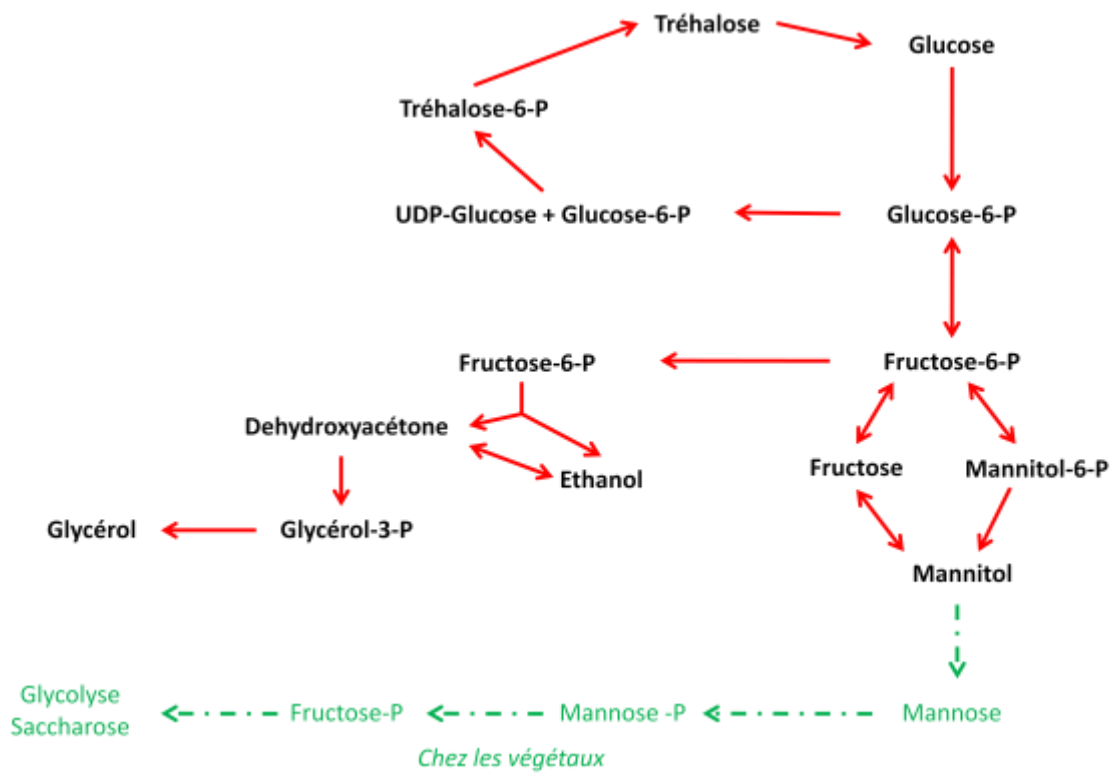 Tréhalose
Glucose
Tréhalose-6-P
UDP-Glucose + Glucose-6-P
Glucose-6-P
Fructose-6-P
Fructose-6-P
Dehydroxyacétone
Ethanol
Fructose
Mannitol-6-P
Glycérol
Glycérol-3-P
Mannitol
Glycolyse
Saccharose
Fructose-P
Mannose -P
Mannose
Chez les végétaux